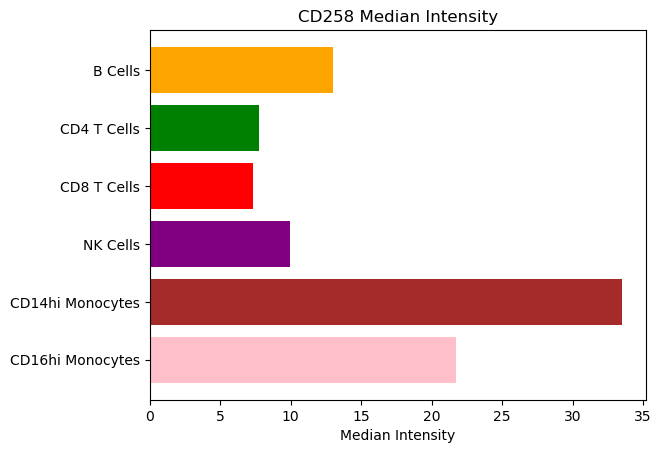 CD258 Median Intensity
B Cells
CD4 T Cells
CD8 T Cells
NK Cells
CD14hi Monocytes
CD16hi Monocytes
0 5 10 15 20 25 30 35
Median Intensity